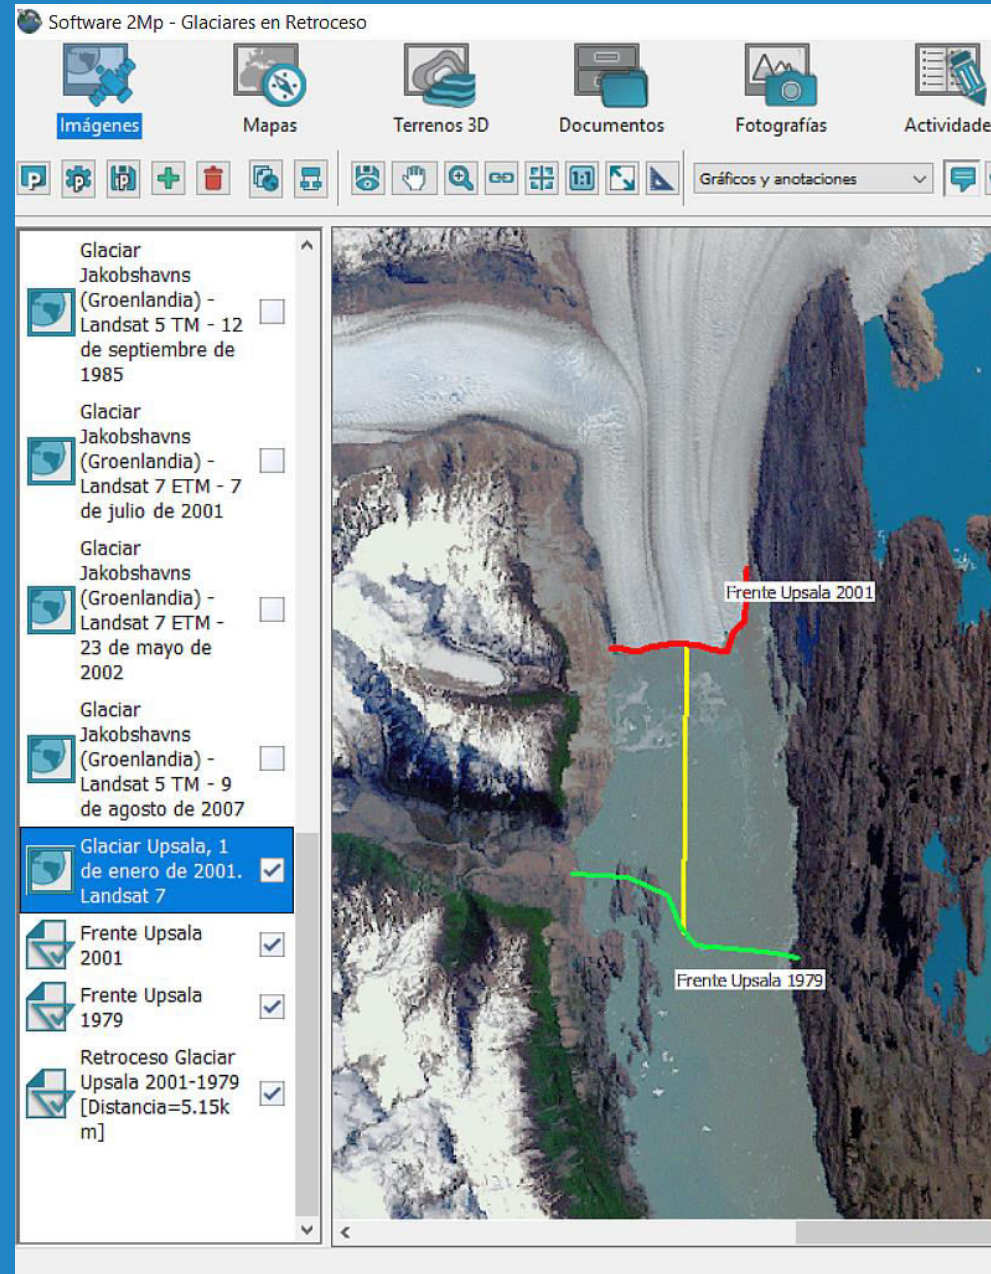 Software 2Mp - Glaciares en Retroceso
Imágenes
Mapas
Terrenos 3D
Documentos
Fotografías
Actividade
P
P
P
1:1
Gráficos y anotaciones
Glaciar
Jakobshavns
(Groenlandia) -
Landsat 5 TM - 12
de septiembre de
1985
Glaciar
Jakobshavns
(Groenlandia) -
Landsat 7 ETM - 7
de julio de 2001
Glaciar
Jakobshavns
(Groenlandia) -
Landsat 7 ETM -
23 de mayo de
2002
Glaciar
Jakobshavns
(Groenlandia) -
Landsat 5 TM - 9
de agosto de 2007
Glaciar Upsala, 1
de enero de 2001.
Landsat 7
Frente Upsala
2001
Frente Upsala
1979
Retroceso Glaciar
Upsala 2001-1979
[Distancia=5.15k
m]
Frente Upsala 2001
Frente Upsala 1979